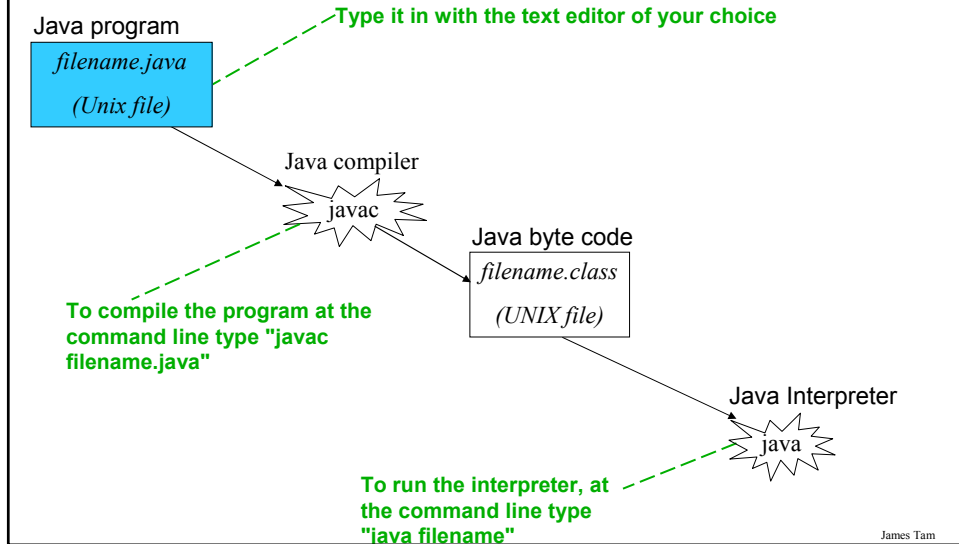 Type it in with the text editor of your choice
Java program
filename.java
(Unix file)
Java compiler
javac
Java byte code
filename.class
(UNIX file)
To compile the program at the
command line type "javac
filename.java"
Java Interpreter
java
To run the interpreter, at
the command line type
"java filename"
James Tam